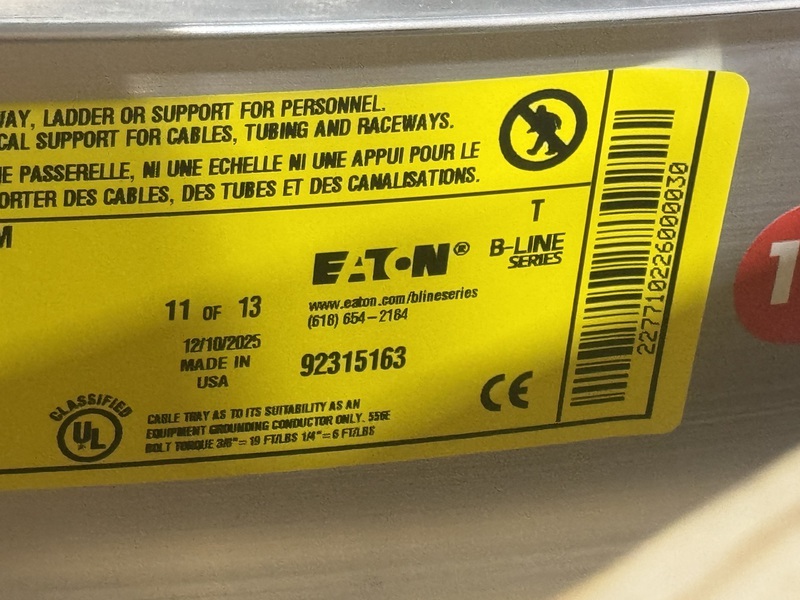 WAY, LADDER OR SUPPORT FOR PERSONNEL.
CAL SUPPORT FOR CABLES, TUBING AND RACEWAYS.
E PASSERELLE, NI UNE ECHELLE NI UNE APPUI POUR LE
ORTER DES CABLES, DES TUBES ET DES CANALISATIONS.
M
T
EATON®
B-LINE
SERIES
11 OF 13
www.eaton.com/blineseries
(618) 654-2184
12/10/2025
MADE IN
USA
92315163
CE
CLASSIFIED
UL
CABLE TRAY AS TO ITS SUITABILITY AS AN
EQUIPMENT GROUNDING CONDUCTOR ONLY. 556E
BOLT TORQUE 3/8"= 19 FT/LBS 1/4"= 6 FT/LBS
2277102260000030
T